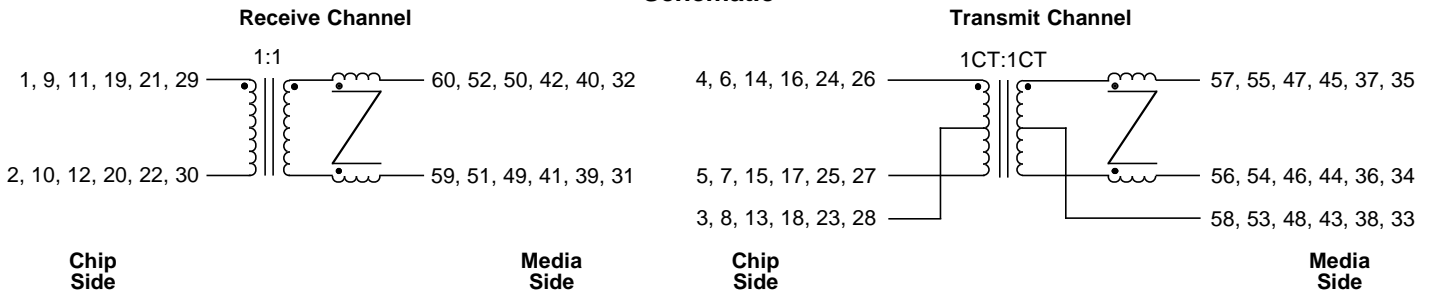 Receive Channel
Transmit Channel
1:1
1CT:1CT
1, 9, 11, 19, 21, 29
60, 52, 50, 42, 40, 32
4, 6, 14, 16, 24, 26
57, 55, 47, 45, 37, 35
2, 10, 12, 20, 22, 30
59, 51, 49, 41, 39, 31
5, 7, 15, 17, 25, 27
56, 54, 46, 44, 36, 34
3, 8, 13, 18, 23, 28
58, 53, 48, 43, 38, 33
Chip
Side
Media
Side
Chip
Side
Media
Side